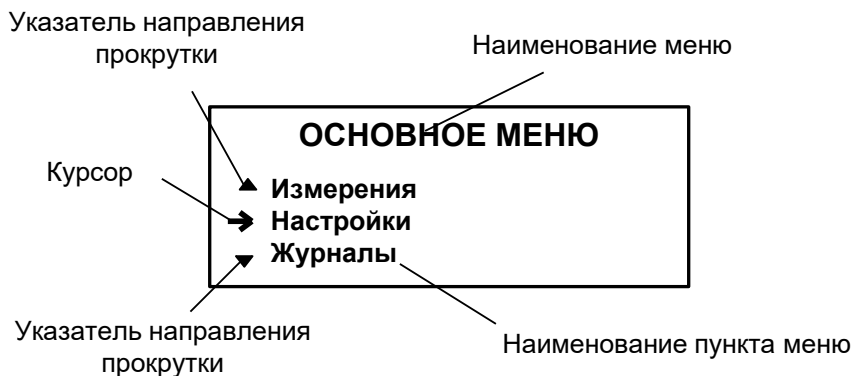 Указатель направления
прокрутки
Наименование меню
ОСНОВНОЕ МЕНЮ
Курсор
Измерения
Настройки
Журналы
Указатель направления
прокрутки
Наименование пункта меню